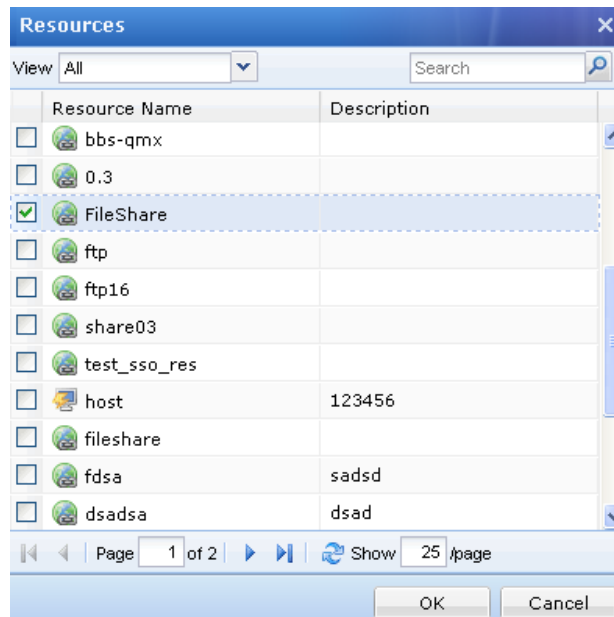 Resources
View All Search
Resource Name Description
bbs-qmx
0.3
FileShare
ftp
ftp16
share03
test_sso_res
host 123456
fileshare
fdsa sadsd
dsadsa dsad
Page 1 of 2 Show 25 /page
OK Cancel